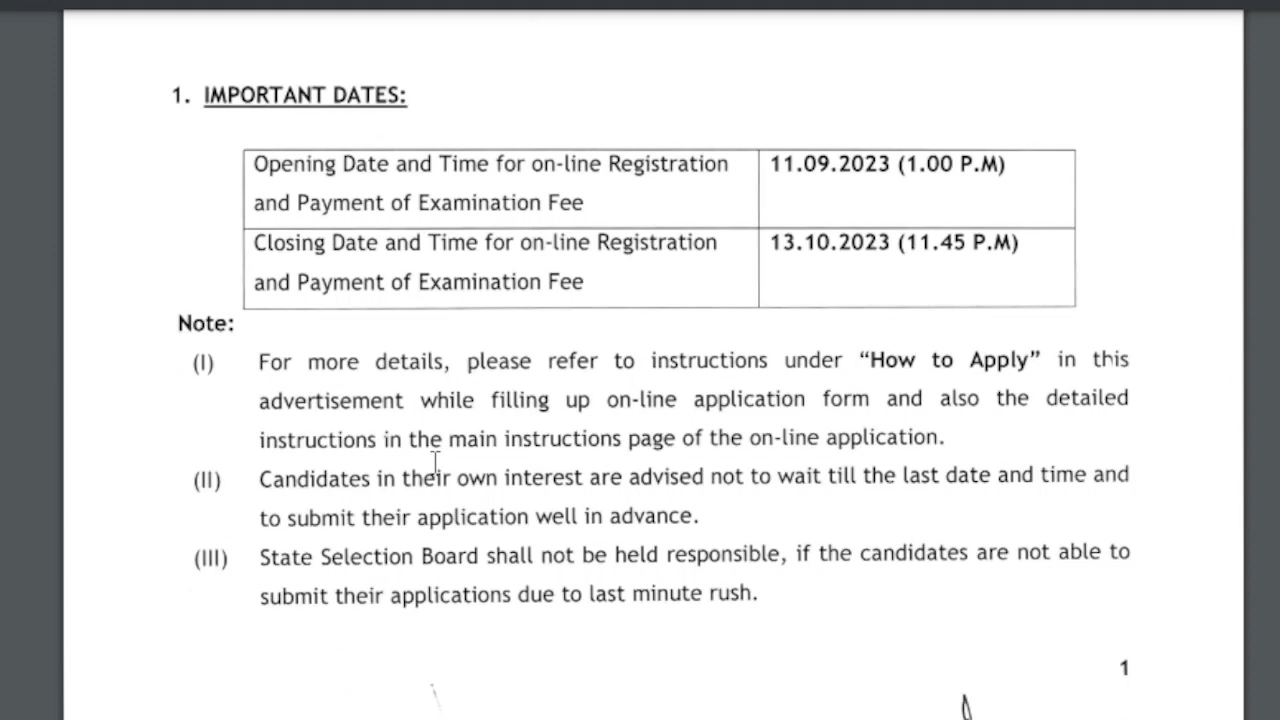 1. IMPORTANT DATES:
Opening Date and Time for on-line Registration 11.09.2023 (1.00 P.M)
and Payment of Examination Fee
Closing Date and Time for on-line Registration 13.10.2023 (11.45 P.M)
and Payment of Examination Fee
Note:
(I) For more details, please refer to instructions under “How to Apply” in this
advertisement while filling up on-line application form and also the detailed
instructions in the main instructions page of the on-line application.
(II) Candidates in their own interest are advised not to wait till the last date and time and
to submit their application well in advance.
(III) State Selection Board shall not be held responsible, if the candidates are not able to
submit their applications due to last minute rush.
1